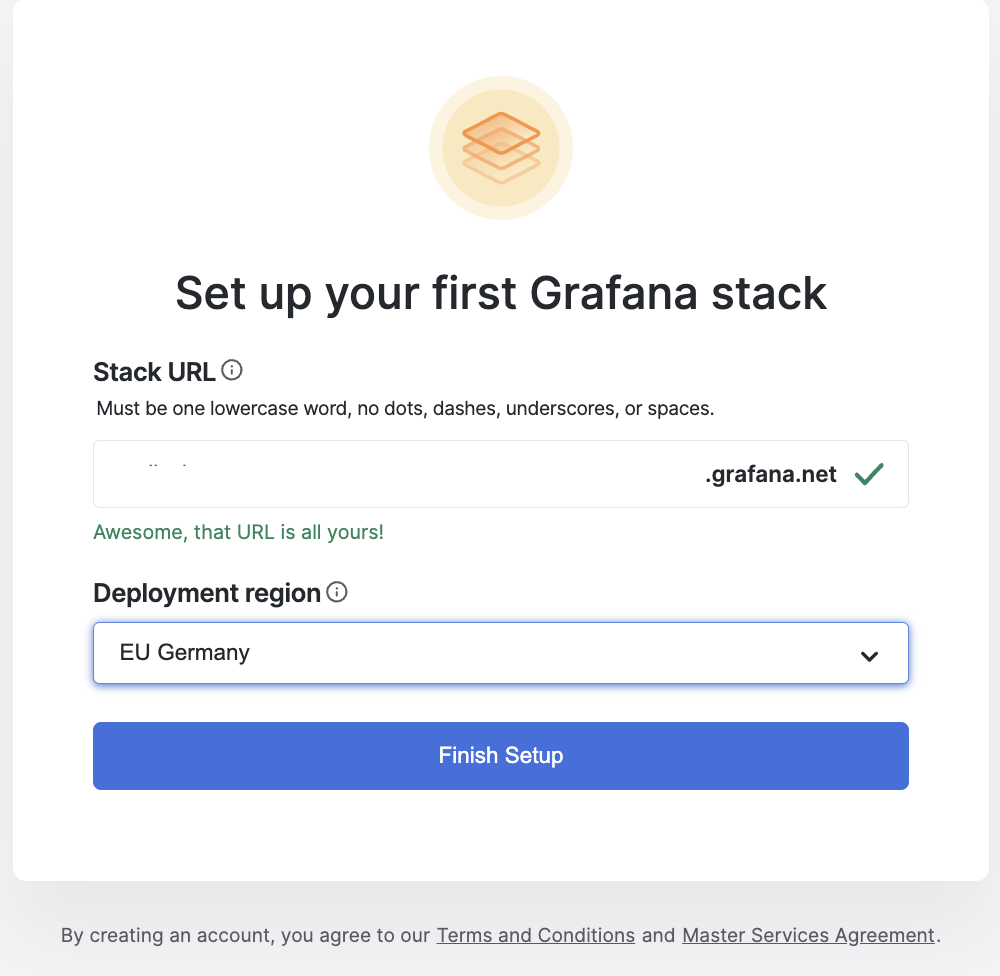 Set up your first Grafana stack
Stack URL
Must be one lowercase word, no dots, dashes, underscores, or spaces.
.grafana.net
Awesome, that URL is all yours!
Deployment region
EU Germany
Finish Setup
By creating an account, you agree to our Terms and Conditions and Master Services Agreement.